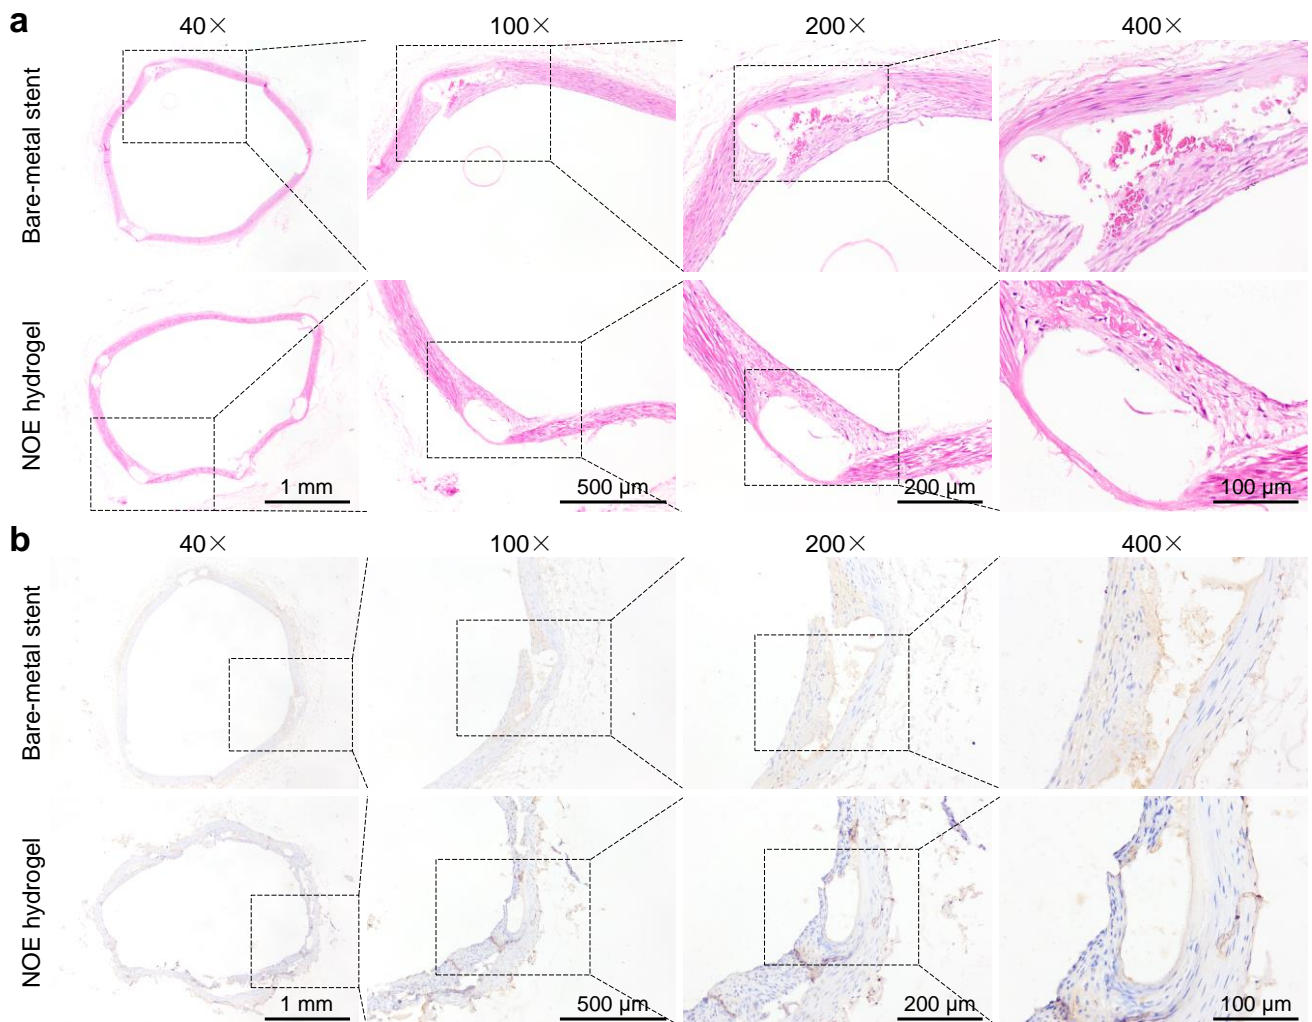 a
40× 100× 200× 400×
Bare-metal stent
NOE hydrogel
1 mm 500 μm 200 μm 100 μm
b
40× 100× 200× 400×
Bare-metal stent
NOE hydrogel
1 mm 500 μm 200 μm 100 μm